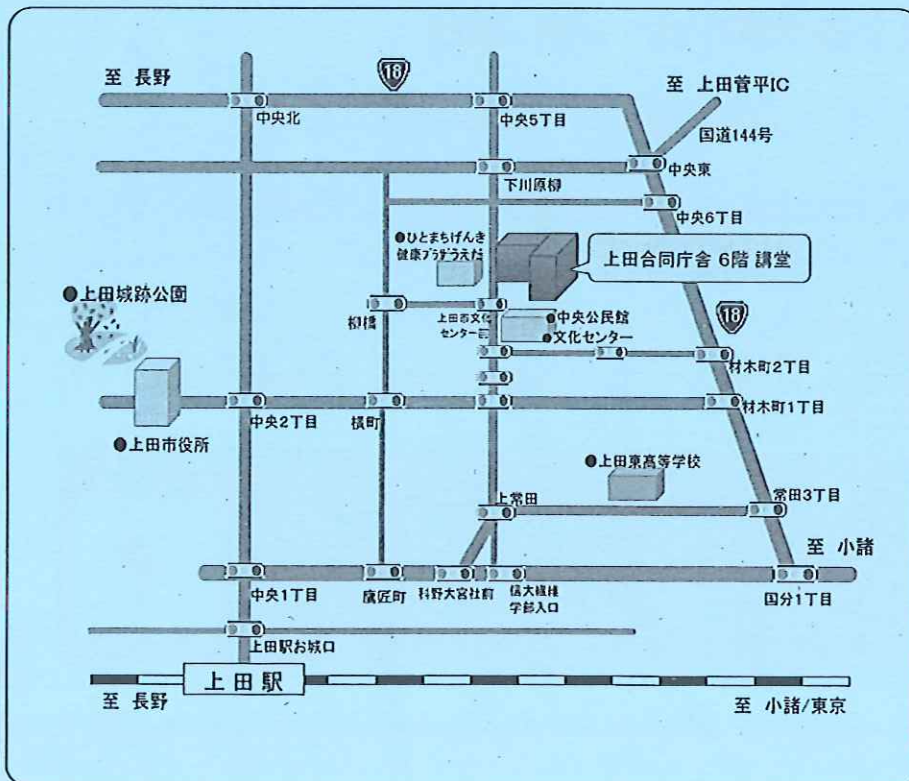 至 長野
18
至 上田菅平IC
国道144号
中央北
中央5丁目
下川原柳
中央東
中央6丁目
●ひとまちげんき
健康プラザうえだ
上田合同庁舎 6階 講堂
●上田城跡公園
柳橋
上田市文化
センター前
●中央公民館
●文化センター
18
材木町2丁目
●上田市役所
中央2丁目
横町
材木町1丁目
●上田東高等学校
上常田
常田3丁目
至 小諸
中央1丁目
鷹匠町
科野大宮社前
信大繊維
学部入口
国分1丁目
上田駅お城口
上田駅
至 長野
至 小諸/東京